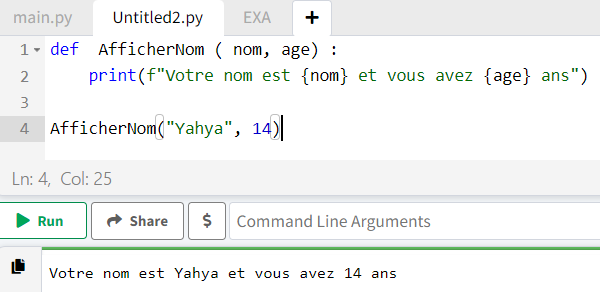 main.py Untitled2.py EXA +
1 def  AfficherNom ( nom, age) :
2     print(f"Votre nom est {nom} et vous avez {age} ans")
3
4 AfficherNom("Yahya", 14)
Ln: 4, Col: 25
Run Share $ Command Line Arguments
Votre nom est Yahya et vous avez 14 ans